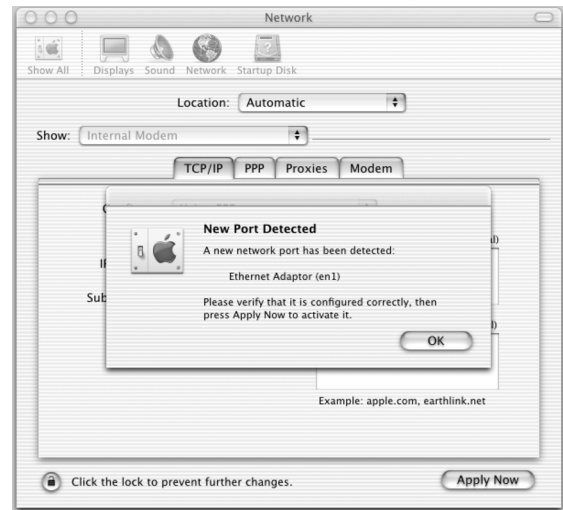 Network
Show All Displays Sound Network Startup Disk
Location: Automatic
Show: Internal Modem
TCP/IP PPP Proxies Modem
New Port Detected
A new network port has been detected:
Ethernet Adaptor (en1)
Please verify that it is configured correctly, then
press Apply Now to activate it.
OK
Example: apple.com, earthlink.net
Click the lock to prevent further changes.
Apply Now